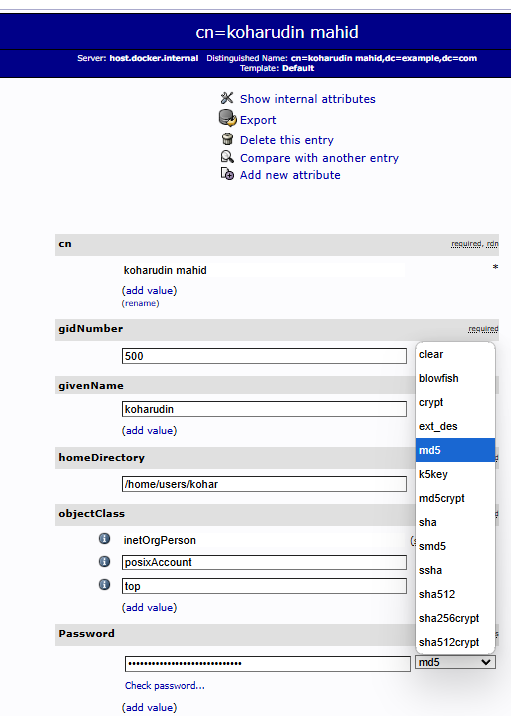 cn=koharudin mahid
Server: host.docker.internal Distinguished Name: cn=koharudin mahid,dc=example,dc=com
Template: Default
Show internal attributes
Export
Delete this entry
Compare with another entry
Add new attribute
cn required, rdn
koharudin mahid *
(add value)
(rename)
gidNumber required
500
givenName
koharudin
(add value)
homeDirectory
/home/users/kohar
objectClass
inetOrgPerson
posixAccount
top
(add value)
Password
•••••••••••••••••••••••••••••
md5
Check password...
(add value)
clear
blowfish
crypt
ext_des
md5
k5key
md5crypt
sha
smd5
ssha
sha512
sha256crypt
sha512crypt